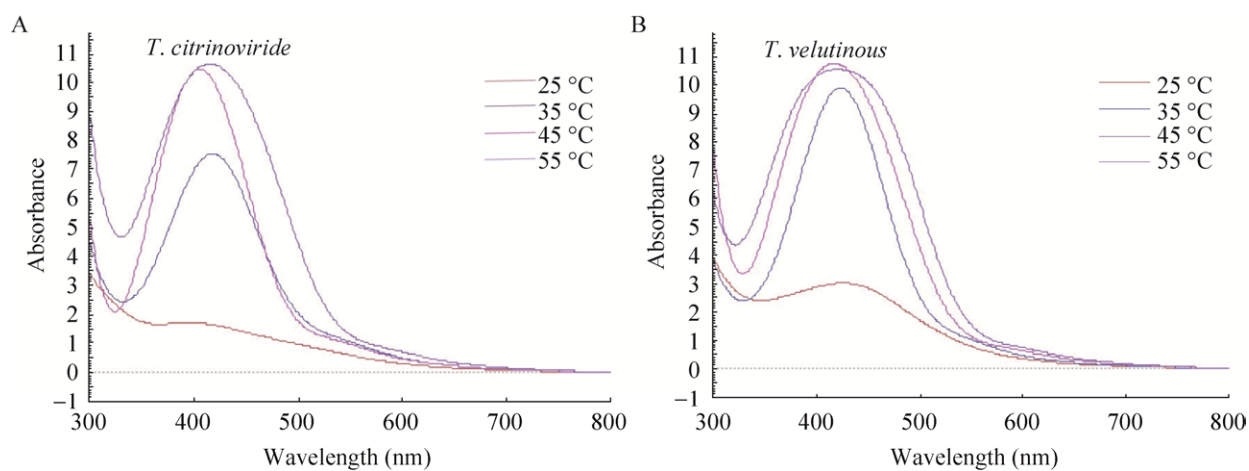 A
T. citrinoviride
11
10
9
8
7
6
5
4
3
2
1
0
−1
Absorbance
300 400 500 600 700 800
Wavelength (nm)
25 °C
35 °C
45 °C
55 °C
B
T. velutinous
11
10
9
8
7
6
5
4
3
2
1
0
−1
Absorbance
300 400 500 600 700 800
Wavelength (nm)
25 °C
35 °C
45 °C
55 °C